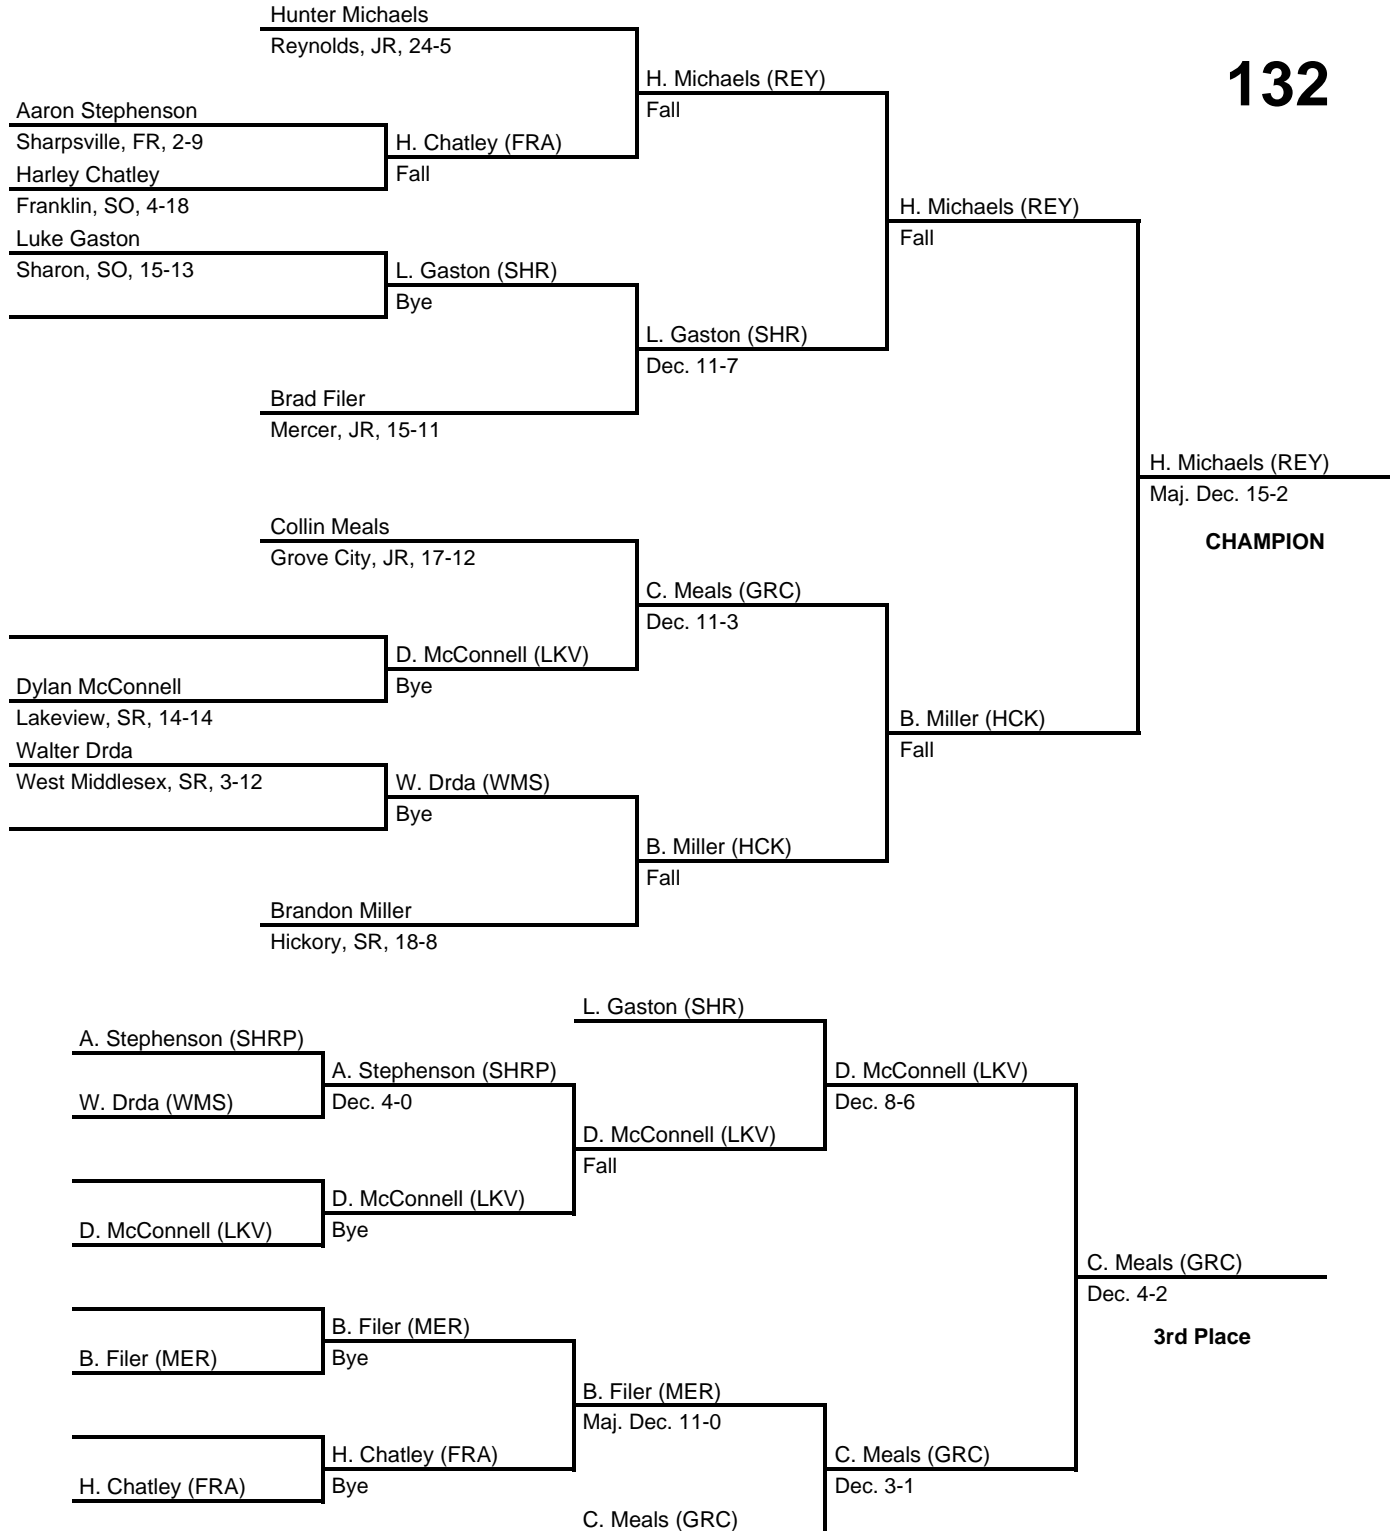 Hunter Michaels
Reynolds, JR, 24-5
132
H. Michaels (REY)
Fall
Aaron Stephenson
Sharpsville, FR, 2-9
H. Chatley (FRA)
Fall
Harley Chatley
Franklin, SO, 4-18
H. Michaels (REY)
Fall
Luke Gaston
Sharon, SO, 15-13
L. Gaston (SHR)
Bye
L. Gaston (SHR)
Dec. 11-7
Brad Filer
Mercer, JR, 15-11
H. Michaels (REY)
Maj. Dec. 15-2
CHAMPION
Collin Meals
Grove City, JR, 17-12
C. Meals (GRC)
Dec. 11-3
D. McConnell (LKV)
Bye
Dylan McConnell
Lakeview, SR, 14-14
B. Miller (HCK)
Fall
Walter Drda
West Middlesex, SR, 3-12
W. Drda (WMS)
Bye
B. Miller (HCK)
Fall
Brandon Miller
Hickory, SR, 18-8
L. Gaston (SHR)
A. Stephenson (SHRP)
A. Stephenson (SHRP)
Dec. 4-0
W. Drda (WMS)
D. McConnell (LKV)
Dec. 8-6
D. McConnell (LKV)
Fall
D. McConnell (LKV)
Bye
D. McConnell (LKV)
C. Meals (GRC)
Dec. 4-2
3rd Place
B. Filer (MER)
Bye
B. Filer (MER)
B. Filer (MER)
Maj. Dec. 11-0
H. Chatley (FRA)
Bye
H. Chatley (FRA)
C. Meals (GRC)
Dec. 3-1
C. Meals (GRC)